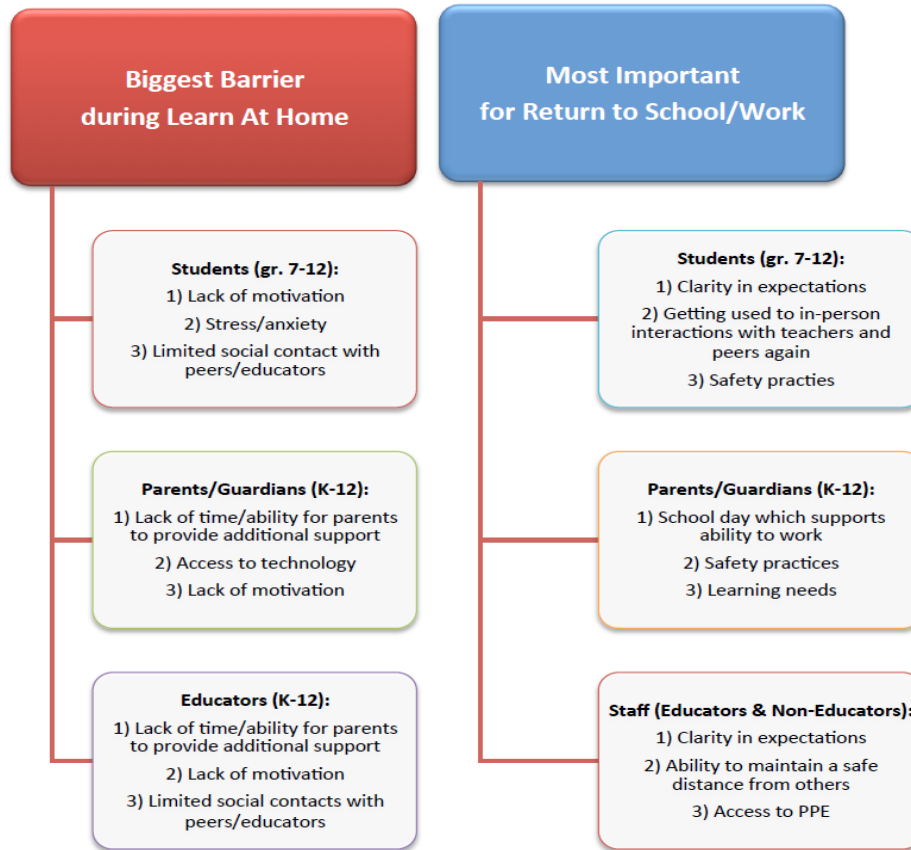 Biggest Barrier
during Learn At Home
Students (gr. 7-12):
1) Lack of motivation
2) Stress/anxiety
3) Limited social contact with
peers/educators
Parents/Guardians (K-12):
1) Lack of time/ability for parents
to provide additional support
2) Access to technology
3) Lack of motivation
Educators (K-12):
1) Lack of time/ability for parents
to provide additional support
2) Lack of motivation
3) Limited social contacts with
peers/educators
Most Important
for Return to School/Work
Students (gr. 7-12):
1) Clarity in expectations
2) Getting used to in-person
interactions with teachers and
peers again
3) Safety practies
Parents/Guardians (K-12):
1) School day which supports
ability to work
2) Safety practices
3) Learning needs
Staff (Educators & Non-Educators):
1) Clarity in expectations
2) Ability to maintain a safe
distance from others
3) Access to PPE